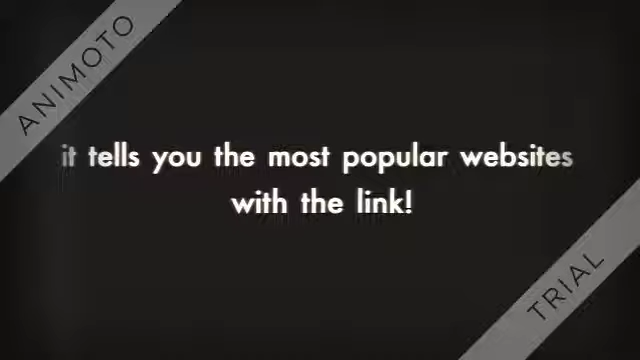 ANIMOTO
it tells you the most popular websites
with the link!
TRIAL